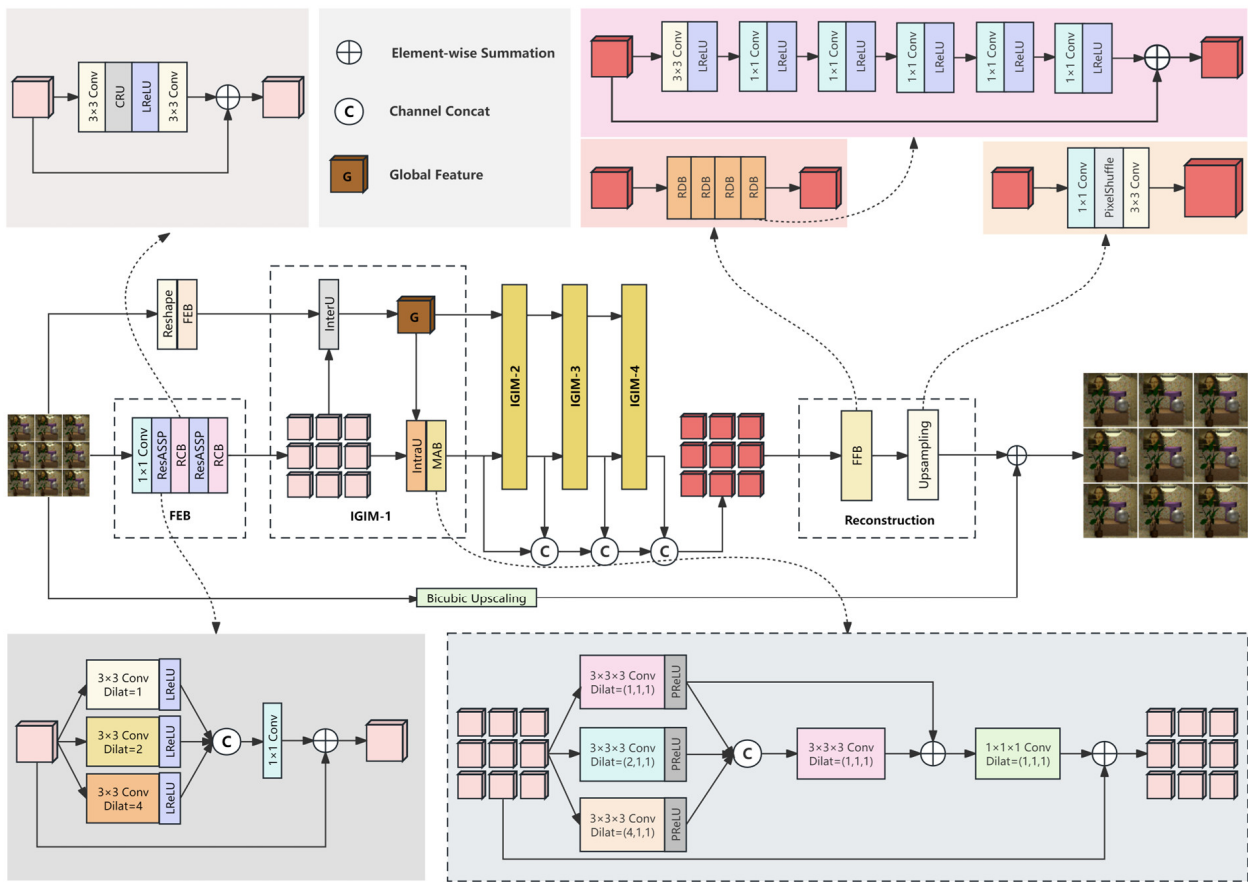 3×3 Conv
CRU
LReLU
3×3 Conv
Element-wise Summation
C
Channel Concat
G
Global Feature
3×3 Conv
LReLU
1×1 Conv
LReLU
1×1 Conv
LReLU
1×1 Conv
LReLU
1×1 Conv
LReLU
1×1 Conv
LReLU
RDB
RDB
RDB
RDB
1×1 Conv
PixelShuffle
3×3 Conv
Reshape
FEB
InterU
G
IGIM-2
IGIM-3
IGIM-4
1×1 Conv
ResASSP
RCB
ResASSP
RCB
FEB
IntraU
MAB
IGIM-1
C
C
C
FFB
Upsampling
Reconstruction
Bicubic Upscaling
3×3 Conv
Dilat=1
LReLU
3×3 Conv
Dilat=2
LReLU
3×3 Conv
Dilat=4
LReLU
C
1×1 Conv
3×3×3 Conv
Dilat=(1,1,1)
PReLU
3×3×3 Conv
Dilat=(2,1,1)
PReLU
3×3×3 Conv
Dilat=(4,1,1)
PReLU
C
3×3×3 Conv
Dilat=(1,1,1)
1×1×1 Conv
Dilat=(1,1,1)